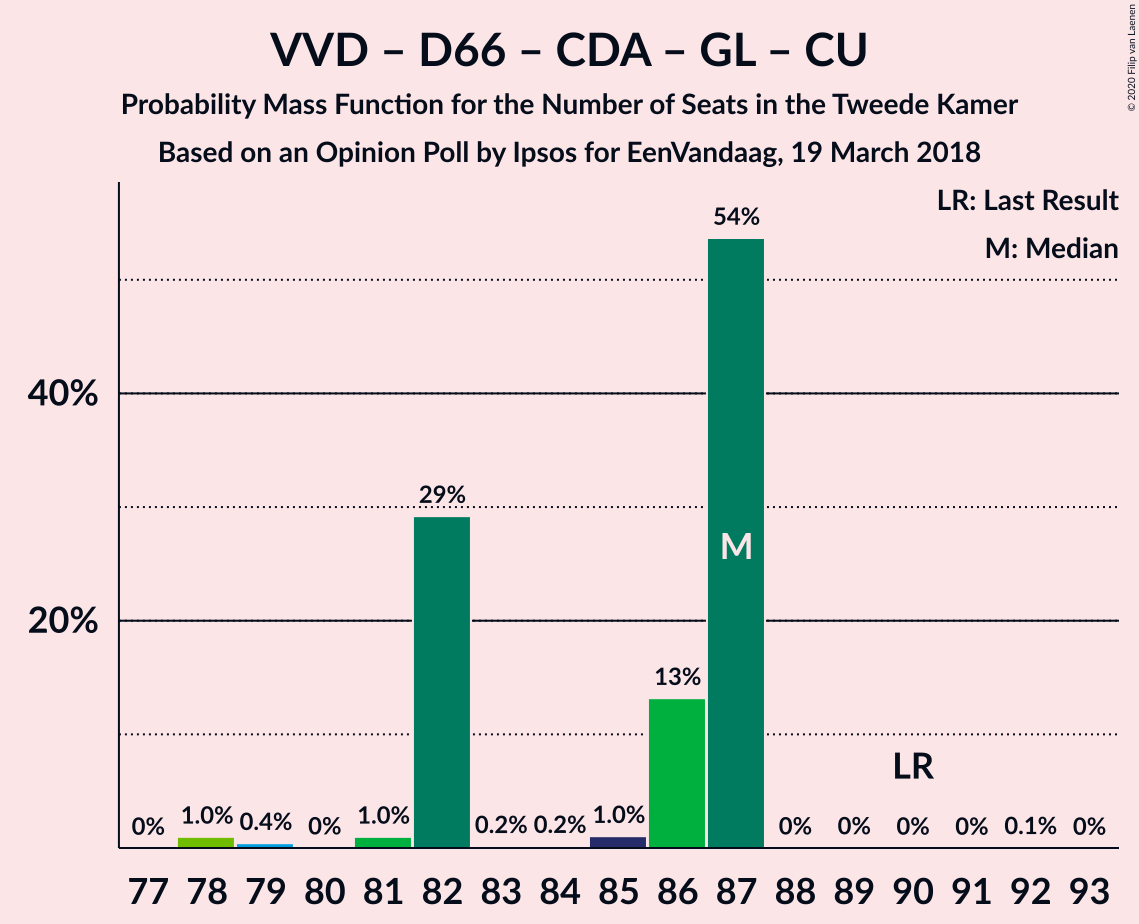 VVD – D66 – CDA – GL – CU
Probability Mass Function for the Number of Seats in the Tweede Kamer
Based on an Opinion Poll by Ipsos for EenVandaag, 19 March 2018
© 2020 Filip van Laenen
LR: Last Result
M: Median
54%
40%
29%
M
20%
13%
LR
0% 1.0% 0.4% 0% 1.0% 0.2% 0.2% 1.0% 0% 0% 0% 0% 0.1% 0%
77 78 79 80 81 82 83 84 85 86 87 88 89 90 91 92 93